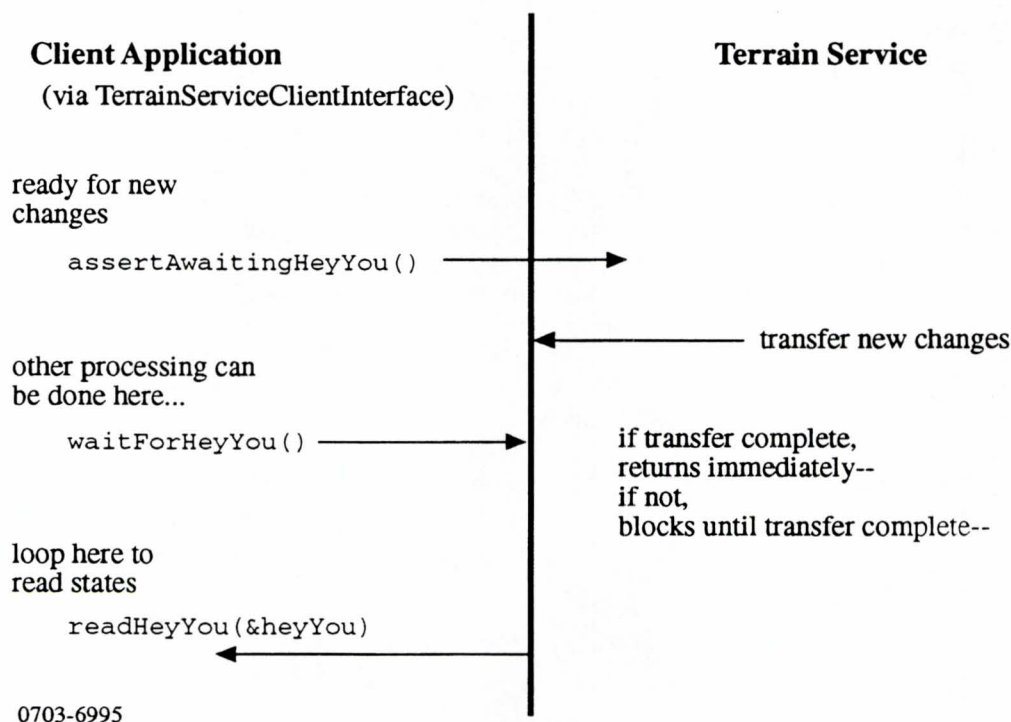 Client Application
(via TerrainServiceClientInterface)
Terrain Service
ready for new
changes
assertAwaitingHeyYou()
transfer new changes
other processing can
be done here...
waitForHeyYou()
if transfer complete,
returns immediately--
if not,
blocks until transfer complete--
loop here to
read states
readHeyYou(&heyYou)
0703-6995